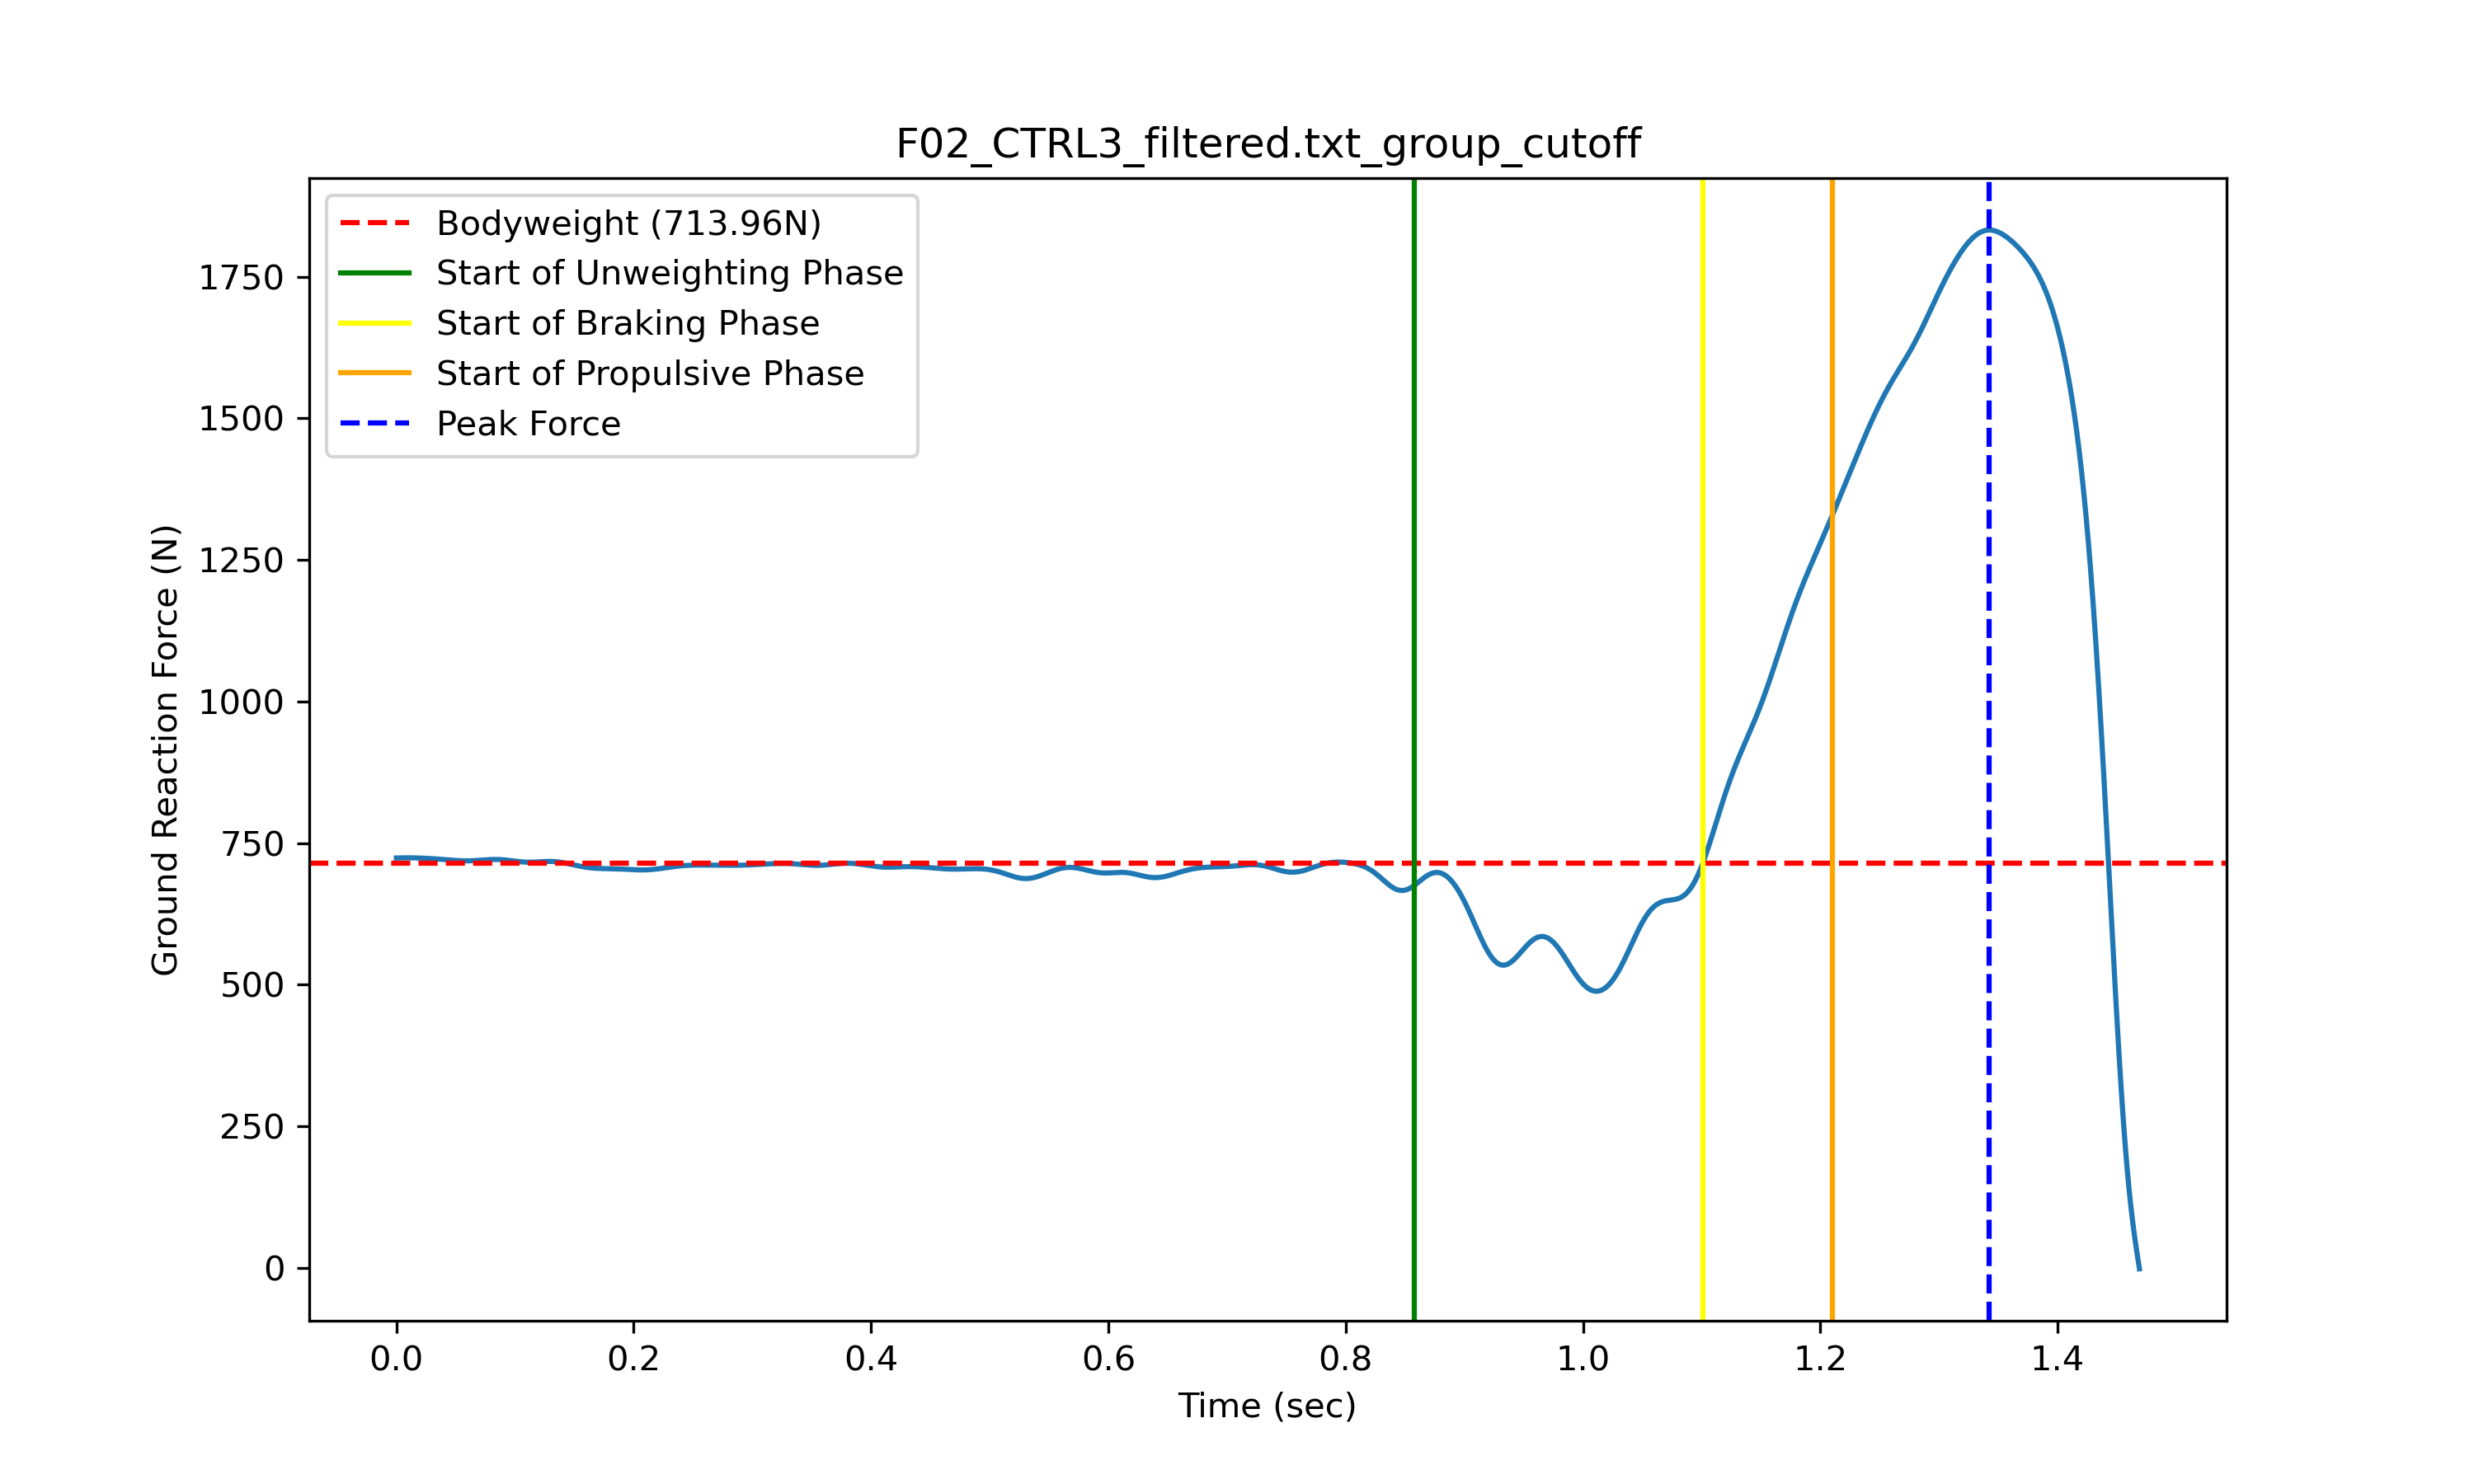 F02_CTRL3_filtered.txt_group_cutoff
Bodyweight (713.96N)
Start of Unweighting Phase
Start of Braking Phase
Start of Propulsive Phase
Peak Force
Ground Reaction Force (N)
1750
1500
1250
1000
750
500
250
0
0.0 0.2 0.4 0.6 0.8 1.0 1.2 1.4
Time (sec)